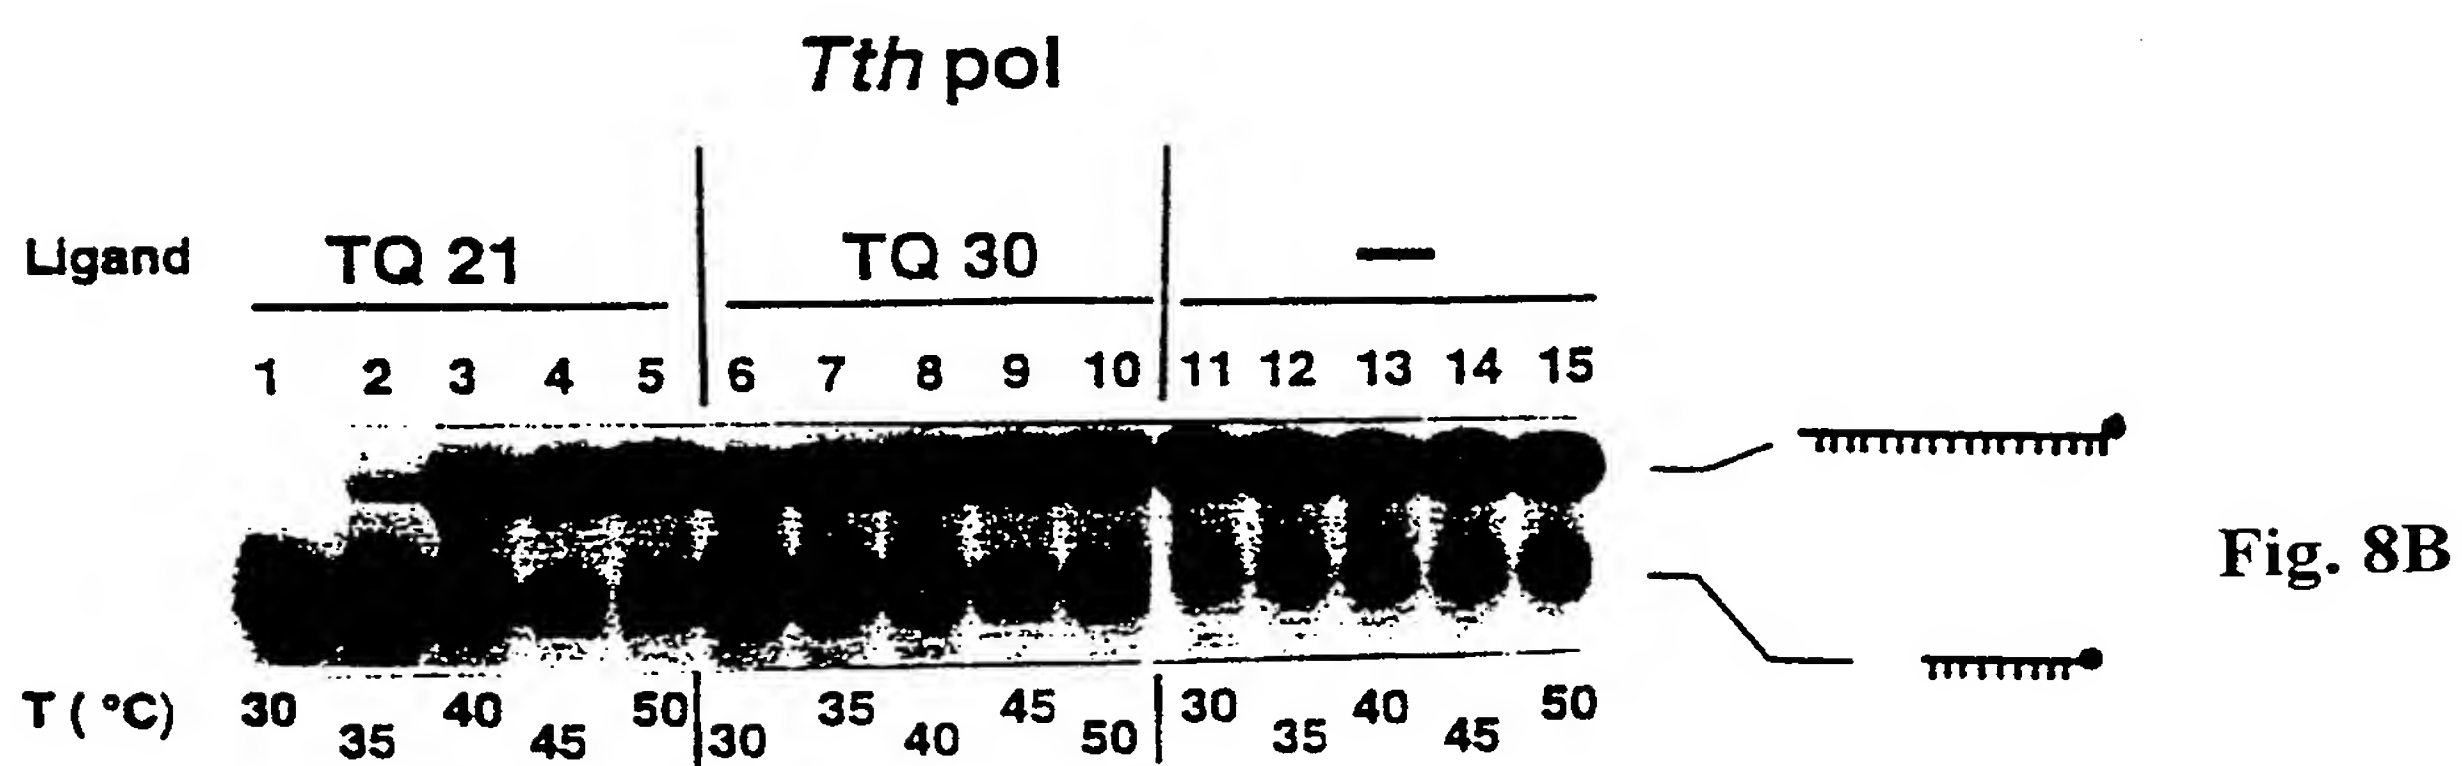 Tth pol
Ligand TQ 21 TQ 30 —
1 2 3 4 5 6 7 8 9 10 11 12 13 14 15
Fig. 8B
T ( °C) 30 35 40 45 50 30 35 40 45 50 30 35 40 45 50